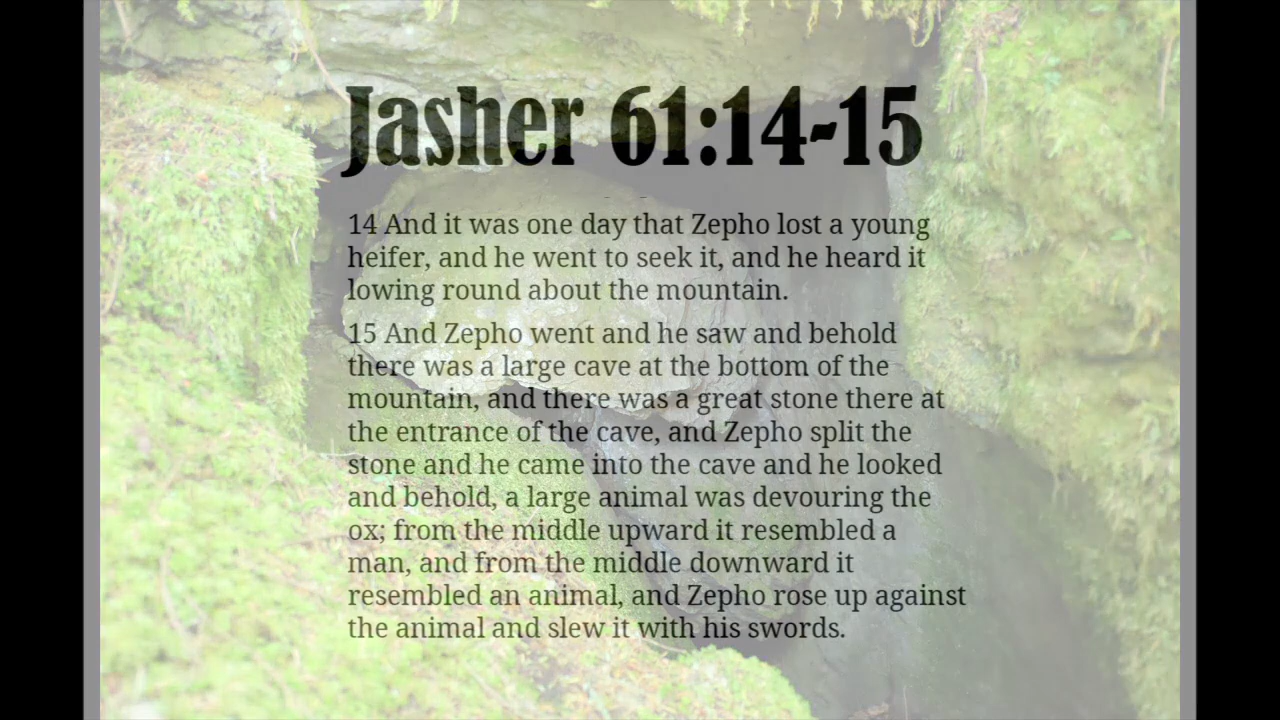 Jasher 61:14-15
14 And it was one day that Zepho lost a young
heifer, and he went to seek it, and he heard it
lowing round about the mountain.
15 And Zepho went and he saw and behold
there was a large cave at the bottom of the
mountain, and there was a great stone there at
the entrance of the cave, and Zepho split the
stone and he came into the cave and he looked
and behold, a large animal was devouring the
ox; from the middle upward it resembled a
man, and from the middle downward it
resembled an animal, and Zepho rose up against
the animal and slew it with his swords.